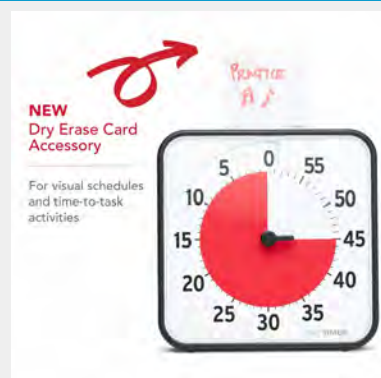 NEW
Dry Erase Card
Accessory
For visual schedules
and time-to-task
activities
PRACTICE
A ♪
0
5
55
10
50
15
45
20
40
25
35
30
TIMER